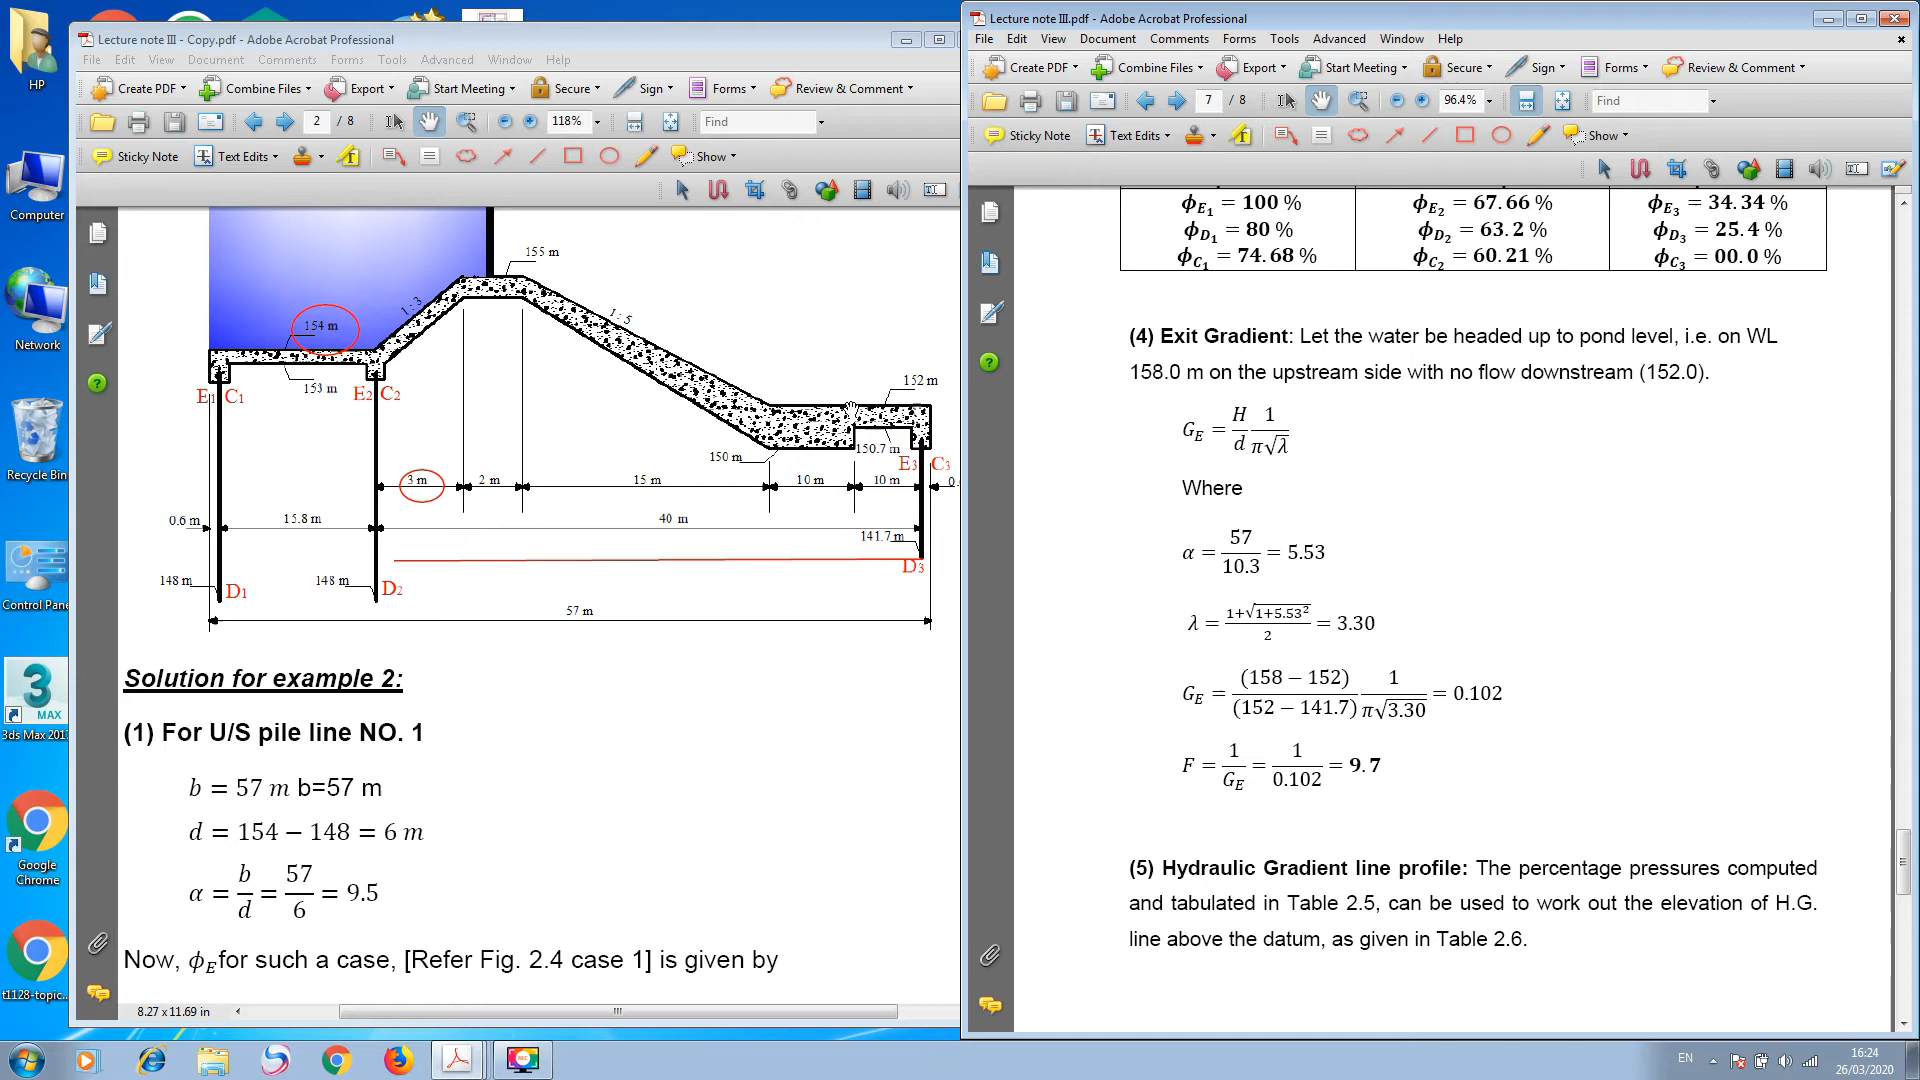 HP
Computer
Network
Recycle Bin
Control Pane
3ds Max 201
MAX
Google
Chrome
t1128-topic...
Lecture note III - Copy.pdf - Adobe Acrobat Professional
File Edit View Document Comments Forms Tools Advanced Window Help
Create PDF Combine Files Export Start Meeting Secure Sign Forms Review & Comment
2 / 8 118% Find
Sticky Note Text Edits Show
155 m
1:3
1:5
154 m
153 m
152 m
E1 C1
E2 C2
150.7 m
150 m
E3 C3
3 m 2 m 15 m 10 m 10 m 0.
0.6 m 15.8 m 40 m
141.7 m
D3
148 m D1 148 m D2
57 m
Solution for example 2:
(1) For U/S pile line NO. 1
b = 57 m b=57 m
d = 154 − 148 = 6 m
α = b/d = 57/6 = 9.5
Now, ϕE for such a case, [Refer Fig. 2.4 case 1] is given by
8.27 x 11.69 in
Lecture note III.pdf - Adobe Acrobat Professional
File Edit View Document Comments Forms Tools Advanced Window Help
Create PDF Combine Files Export Start Meeting Secure Sign Forms Review & Comment
7 / 8 96.4% Find
Sticky Note Text Edits Show
ϕE1 = 100 % ϕE2 = 67.66 % ϕE3 = 34.34 %
ϕD1 = 80 % ϕD2 = 63.2 % ϕD3 = 25.4 %
ϕC1 = 74.68 % ϕC2 = 60.21 % ϕC3 = 00.0 %
(4) Exit Gradient: Let the water be headed up to pond level, i.e. on WL
158.0 m on the upstream side with no flow downstream (152.0).
GE = H/d 1/π√λ
Where
α = 57/10.3 = 5.53
λ = (1+√(1+5.53²))/2 = 3.30
GE = (158 − 152)/(152 − 141.7) 1/π√3.30 = 0.102
F = 1/GE = 1/0.102 = 9.7
(5) Hydraulic Gradient line profile: The percentage pressures computed
and tabulated in Table 2.5, can be used to work out the elevation of H.G.
line above the datum, as given in Table 2.6.
EN 16:24
26/03/2020